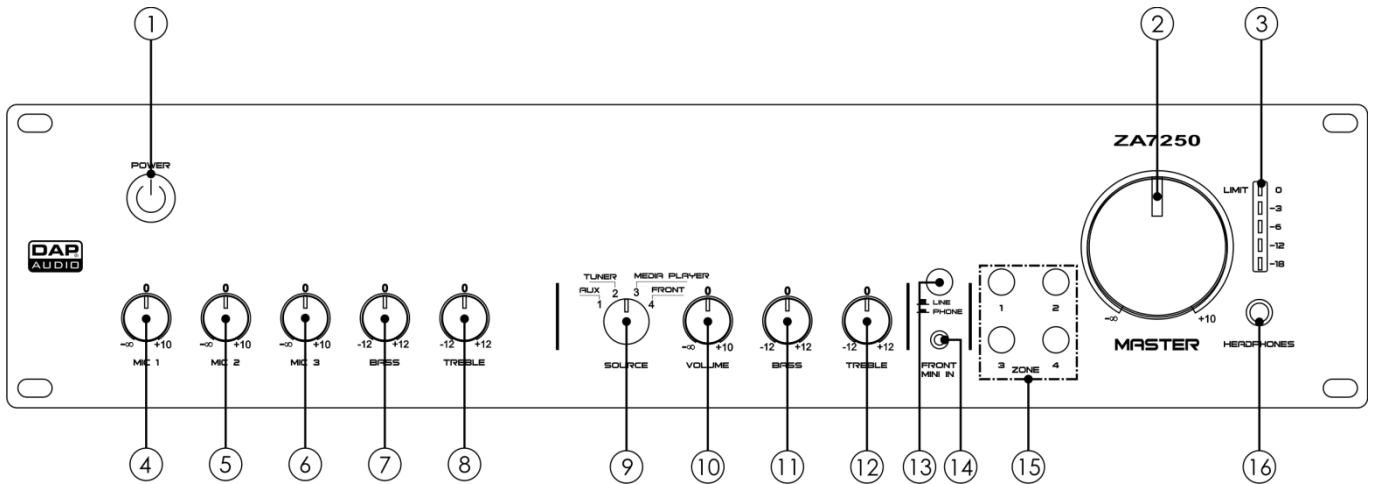 1 2 3
POWER
ZA7250
LIMIT 0
-3
-6
-12
-18
DAP®
AUDIO
TUNER MEDIA PLAYER
AUX 2 3 FRONT
1 4
0 0 0 0 0 0 0 0
-∞ +10 -∞ +10 -∞ +10 -12 +12 -12 +12 -∞ +10 -12 +12 -12 +12
MIC 1 MIC 2 MIC 3 BASS TREBLE SOURCE VOLUME BASS TREBLE
LINE
PHONE
FRONT
MINI IN
1 2
3 4
ZONE
-∞ +10
MASTER
HEADPHONES
4 5 6 7 8 9 10 11 12 13 14 15 16